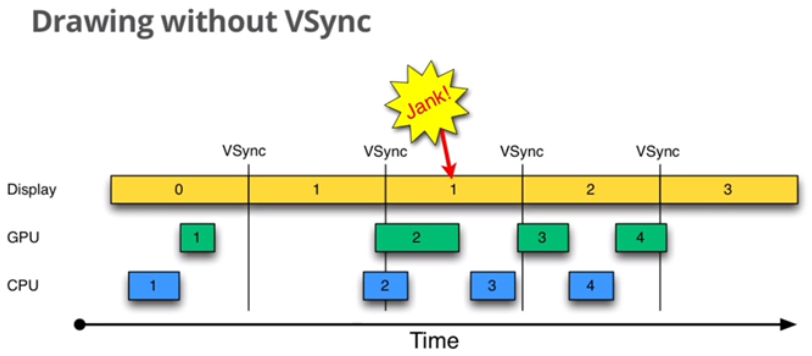 Drawing without VSync
Jank!
VSync VSync VSync VSync
Display 0 1 1 2 3
GPU 1 2 3 4
CPU 1 2 3 4
Time